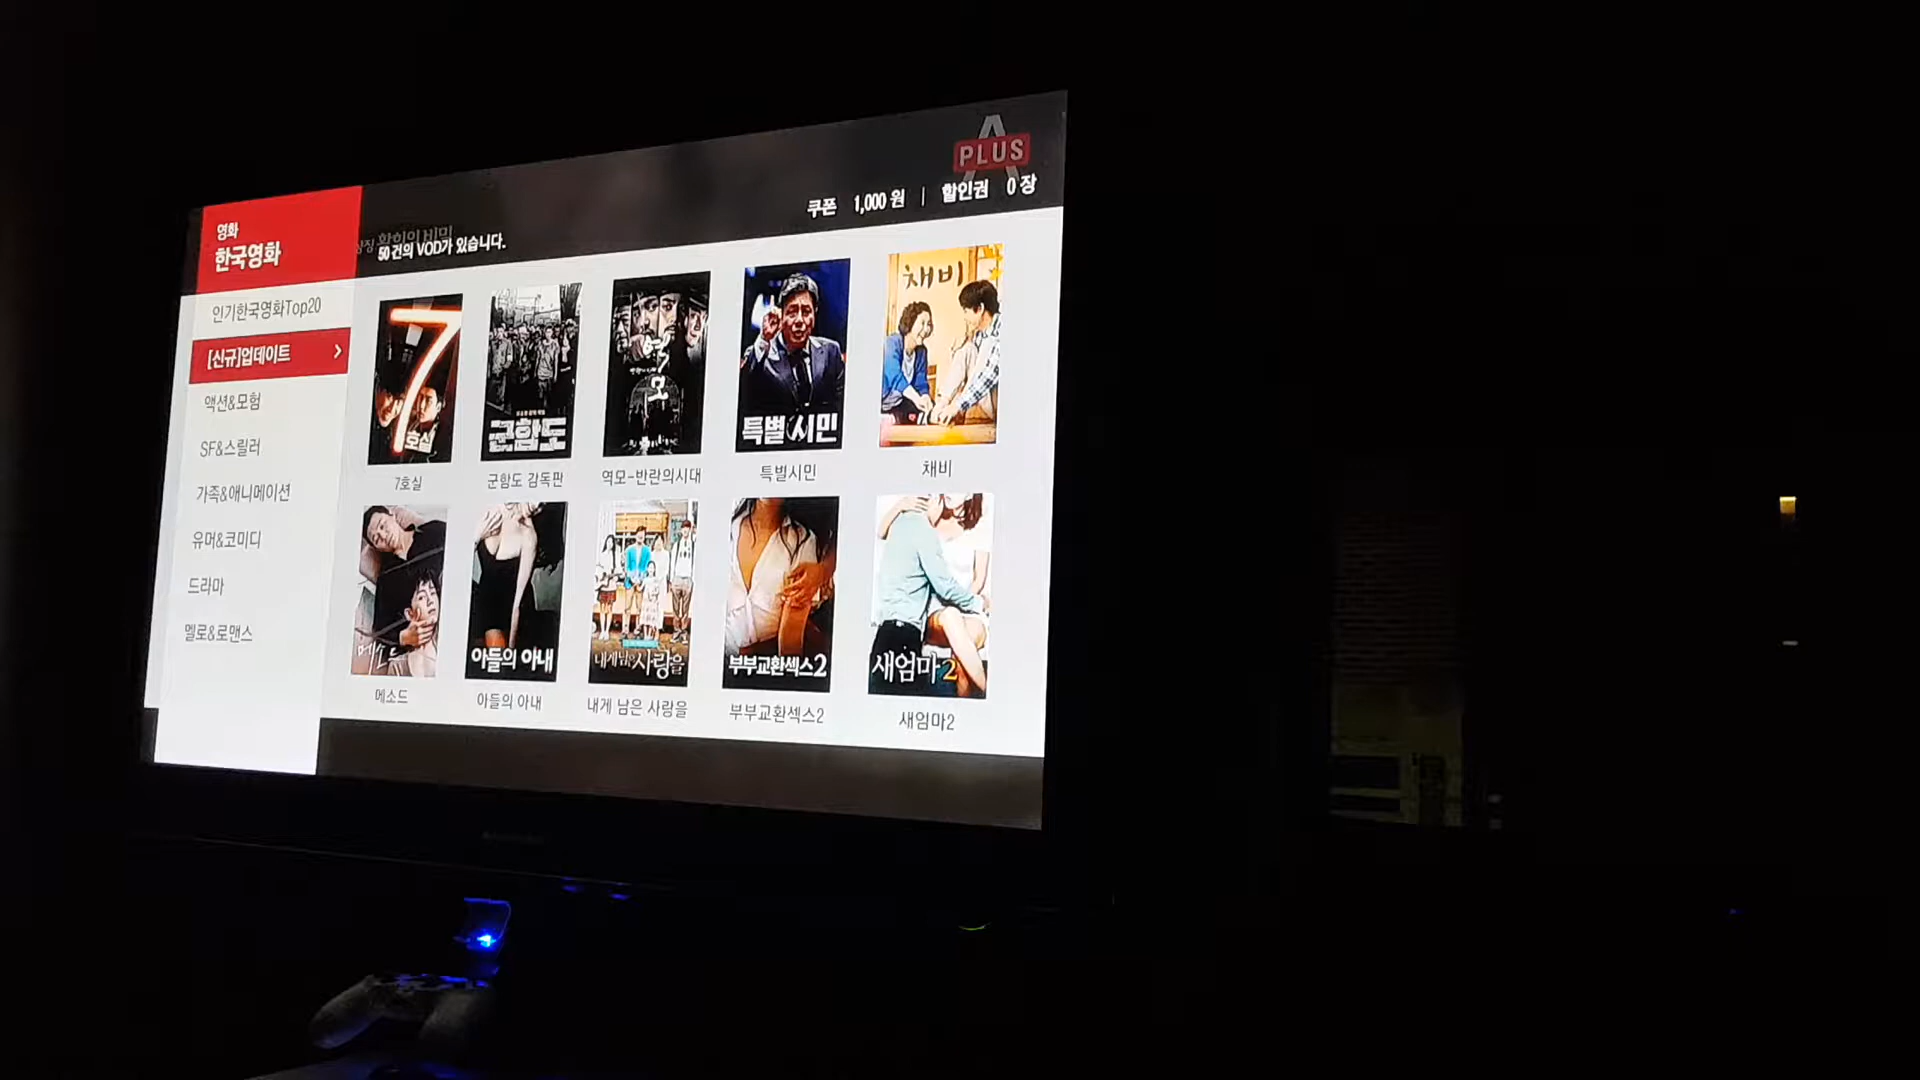 PLUS
쿠폰 1,000 원 | 할인권 0 장
영화
한국영화
50 건의 VOD가 있습니다.
인기한국영화Top20
[신규]업데이트 >
액션&모험
SF&스릴러
가족&애니메이션
유머&코미디
드라마
멜로&로맨스
7
호실
군함도
역모
특별시민
채비
7호실
군함도 감독판
역모-반란의시대
특별시민
채비
메소드
아들의 아내
내게 남은 사랑을
부부교환섹스2
새엄마2
메소드
아들의 아내
내게 남은 사랑을
부부교환섹스2
새엄마2